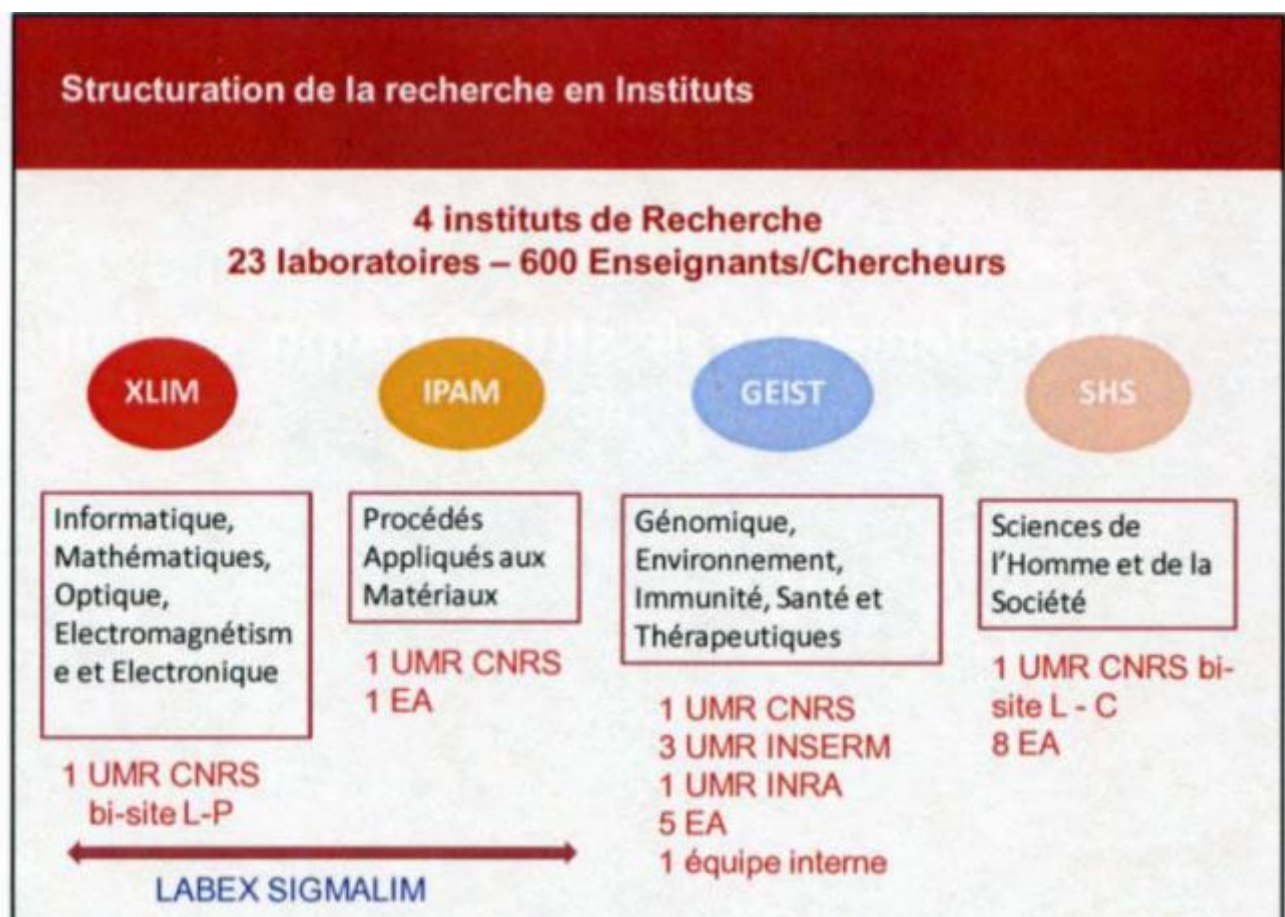 Structuration de la recherche en Instituts
4 instituts de Recherche
23 laboratoires – 600 Enseignants/Chercheurs
XLIM
IPAM
GEIST
SHS
Informatique,
Mathématiques,
Optique,
Electromagnétism
e et Electronique
1 UMR CNRS
bi-site L-P
Procédés
Appliqués aux
Matériaux
1 UMR CNRS
1 EA
Génomique,
Environnement,
Immunité, Santé et
Thérapeutiques
1 UMR CNRS
3 UMR INSERM
1 UMR INRA
5 EA
1 équipe interne
Sciences de
l'Homme et de la
Société
1 UMR CNRS bi-
site L - C
8 EA
LABEX SIGMALIM